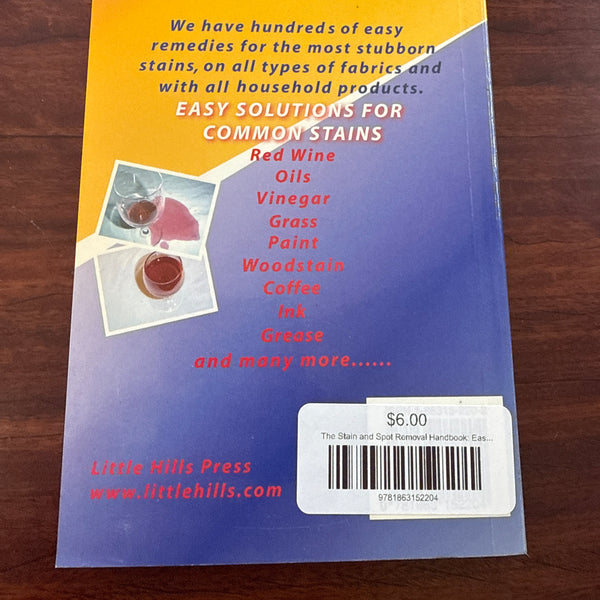 We have hundreds of easy
remedies for the most stubborn
stains, on all types of fabrics and
with all household products.
EASY SOLUTIONS FOR
COMMON STAINS
Red Wine
Oils
Vinegar
Grass
Paint
Woodstain
Coffee
Ink
Grease
and many more......
$6.00
The Stain and Spot Removal Handbook: Eas...
9781863152204
Little Hills Press
www.littlehills.com